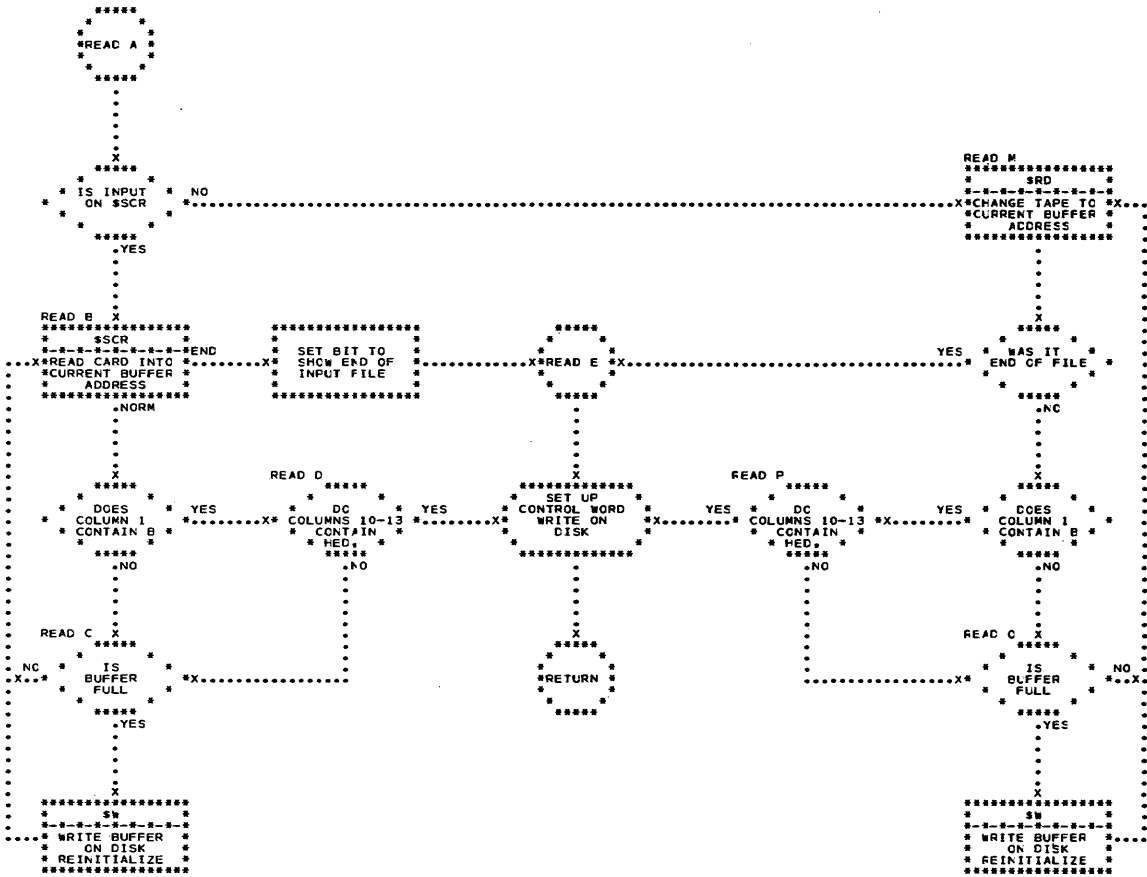 READ A
READ M
$RD
IS INPUT
ON $SCR
NO
CHANGE TAPE TO
CURRENT BUFFER
ADDRESS
YES
READ B
$SCR
READ CARD INTO
CURRENT BUFFER
ADDRESS
END
SET BIT TO
SHOW END OF
INPUT FILE
READ E
YES
WAS IT
END OF FILE
NORM
NO
READ D
READ P
DOES
COLUMN 1
CONTAIN B
YES
DO
COLUMNS 10-13
CONTAIN
HED,
YES
SET UP
CONTROL WORD
WRITE ON
DISK
YES
DO
COLUMNS 10-13
CONTAIN
HED,
YES
DOES
COLUMN 1
CONTAIN B
NO
NO
NO
NO
READ C
READ O
NO
IS
BUFFER
FULL
RETURN
IS
BUFFER
FULL
NO
YES
YES
$W
WRITE BUFFER
ON DISK
REINITIALIZE
$W
WRITE BUFFER
ON DISK
REINITIALIZE